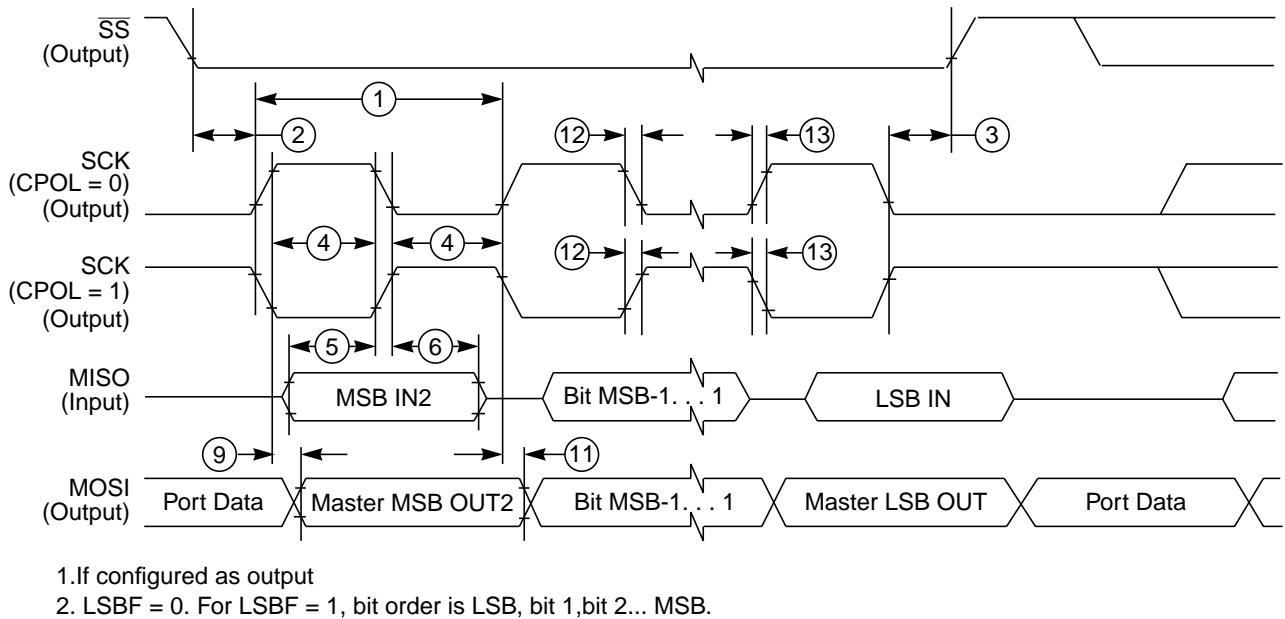 SS
(Output)
1
2
12
13
3
SCK
(CPOL = 0)
(Output)
4
4
12
13
SCK
(CPOL = 1)
(Output)
5
6
MISO
(Input)
MSB IN2
Bit MSB-1. . . 1
LSB IN
9
11
MOSI
(Output)
Port Data
Master MSB OUT2
Bit MSB-1. . . 1
Master LSB OUT
Port Data
1.If configured as output
2. LSBF = 0. For LSBF = 1, bit order is LSB, bit 1,bit 2... MSB.